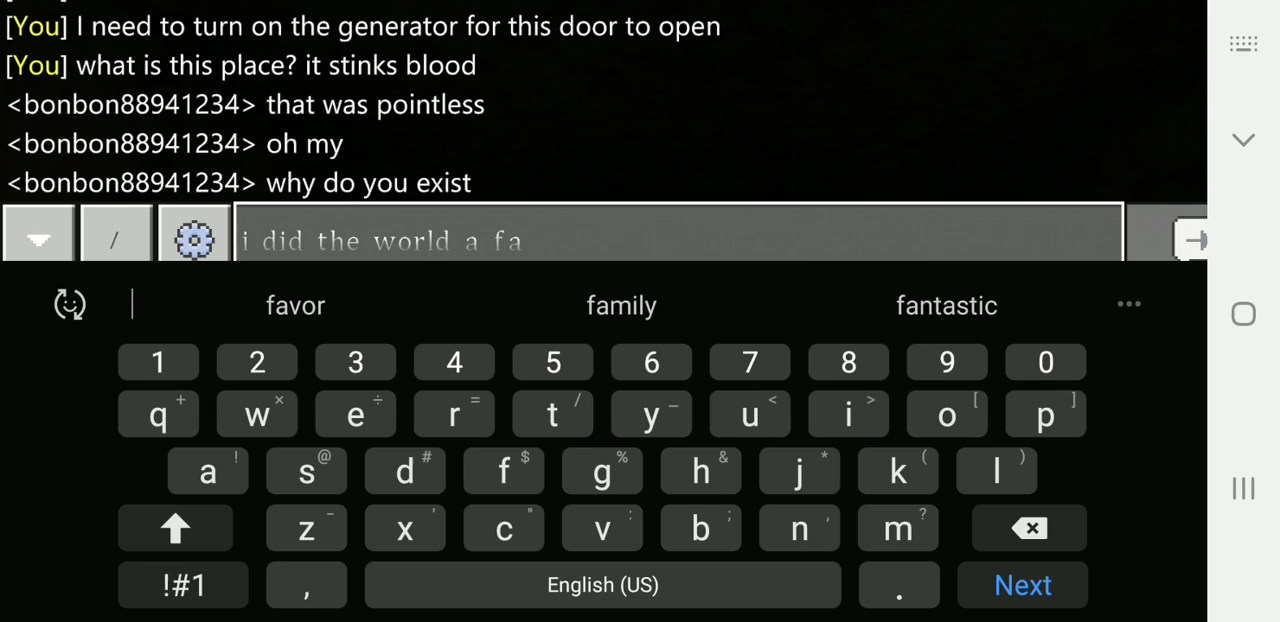 [You] I need to turn on the generator for this door to open
[You] what is this place? it stinks blood
<bonbon88941234> that was pointless
<bonbon88941234> oh my
<bonbon88941234> why do you exist
/ i did the world a fa
favor family fantastic •••
1 2 3 4 5 6 7 8 9 0
q + w × e ÷ r = t / y _ u < i > o [ p ]
a ! s @ d # f $ g % h & j * k ( l )
z - x ' c " v : b ; n , m ?
!#1 , English (US) . Next